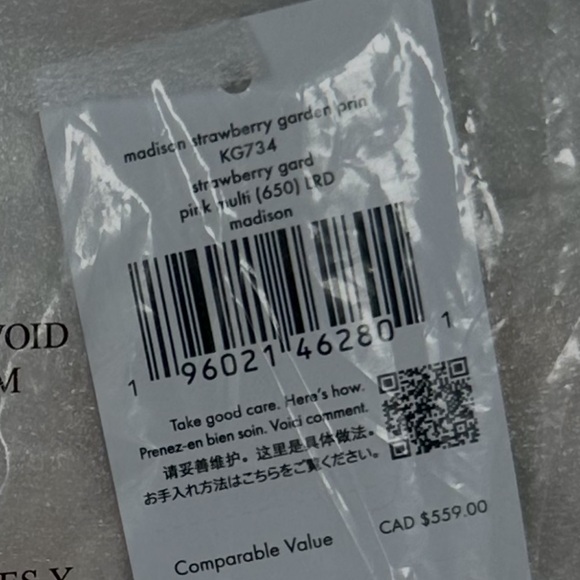 madison strawberry garden prin
KG734
strawberry gard
pink multi (650) LRD
madison
1 96021 46280 1
Take good care. Here's how.
Prenez-en bien soin. Voici comment.
请妥善维护。这里是具体做法。
お手入れ方法はこちらをご覧ください。
Comparable Value CAD $559.00
VOID
M
ES Y